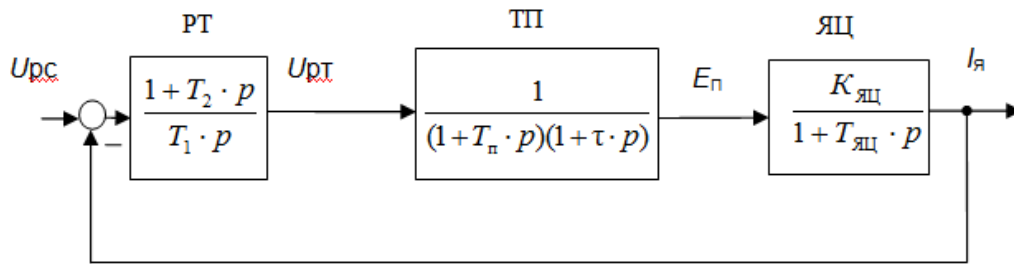 РТ ТП ЯЦ
Uрс Uрт Eп Iя
1 + T₂ · p
T₁ · p
1
(1 + Tп · p)(1 + τ · p)
KЯЦ
1 + TЯЦ · p
−